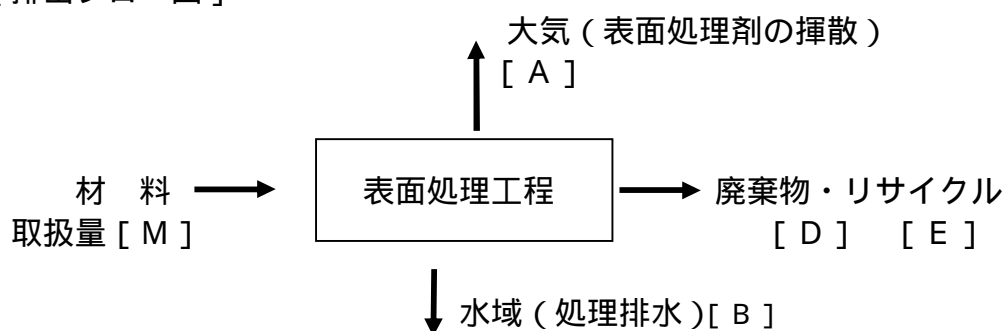 大気（表面処理剤の揮散）
[ A ]
材　料
取扱量 [ M ]
表面処理工程
廃棄物・リサイクル
[ D ]　[ E ]
水域（処理排水）[ B ]